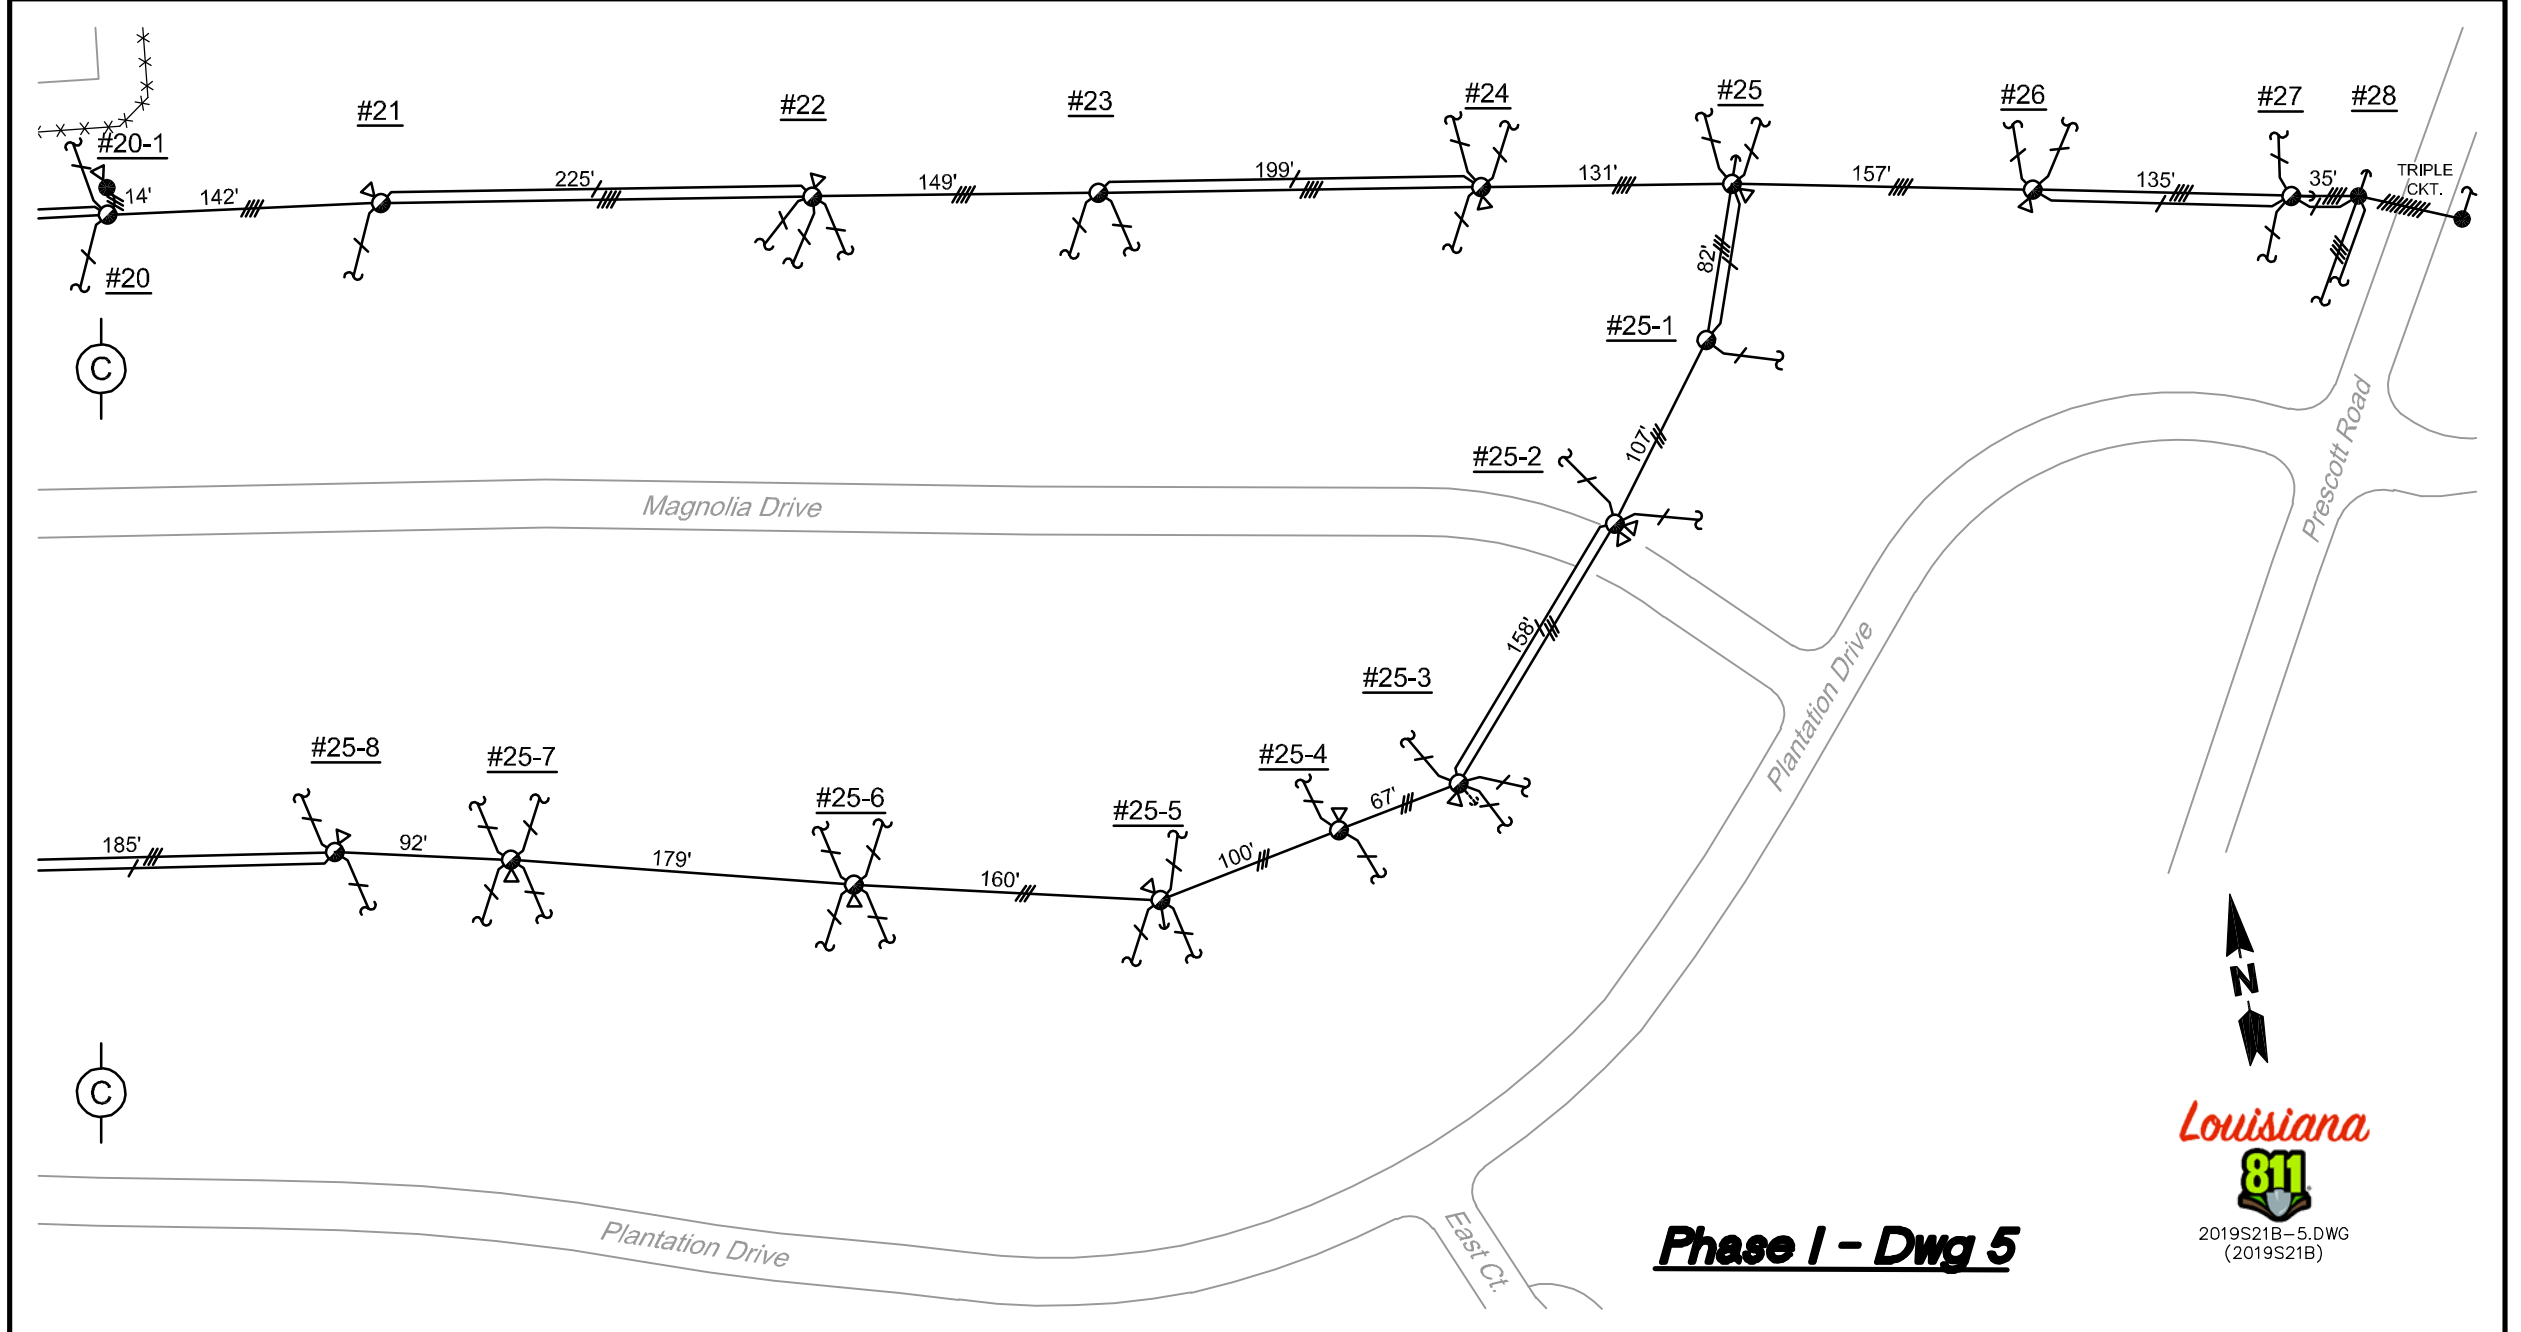 #21
#22
#23
#24
#25
#26
#27
#28
#20-1
14'
142'
225'
149'
199'
131'
157'
135'
35'
TRIPLE
CKT.
#20
82'
#25-1
C
107'
#25-2
Magnolia Drive
Prescott Road
158'
#25-3
Plantation Drive
#25-8
#25-7
#25-6
#25-5
#25-4
67'
185'
92'
179'
160'
100'
N
C
Louisiana
811
Plantation Drive
East Ct.
Phase I - Dwg 5
2019S21B-5.DWG
(2019S21B)